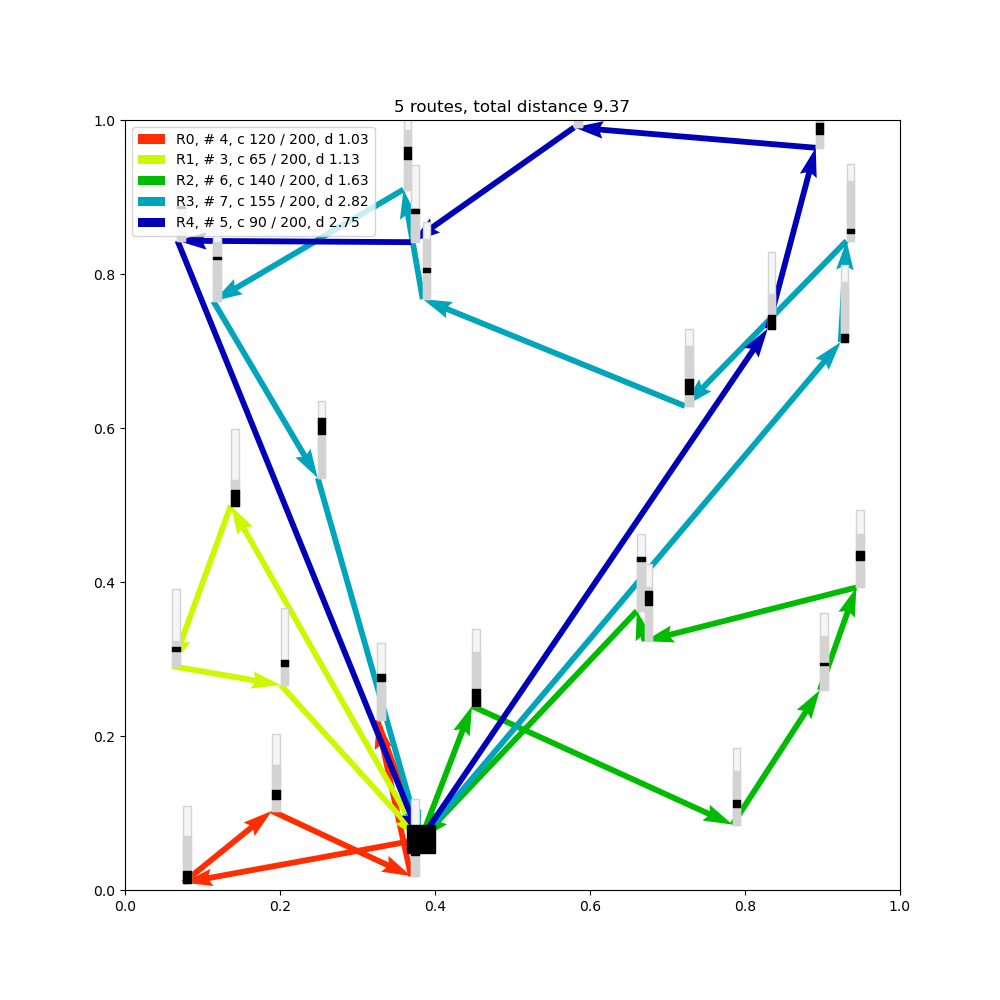 5 routes, total distance 9.37
1.0
R0, # 4, c 120 / 200, d 1.03
R1, # 3, c 65 / 200, d 1.13
R2, # 6, c 140 / 200, d 1.63
R3, # 7, c 155 / 200, d 2.82
R4, # 5, c 90 / 200, d 2.75
0.8
0.6
0.4
0.2
0.0
0.0 0.2 0.4 0.6 0.8 1.0